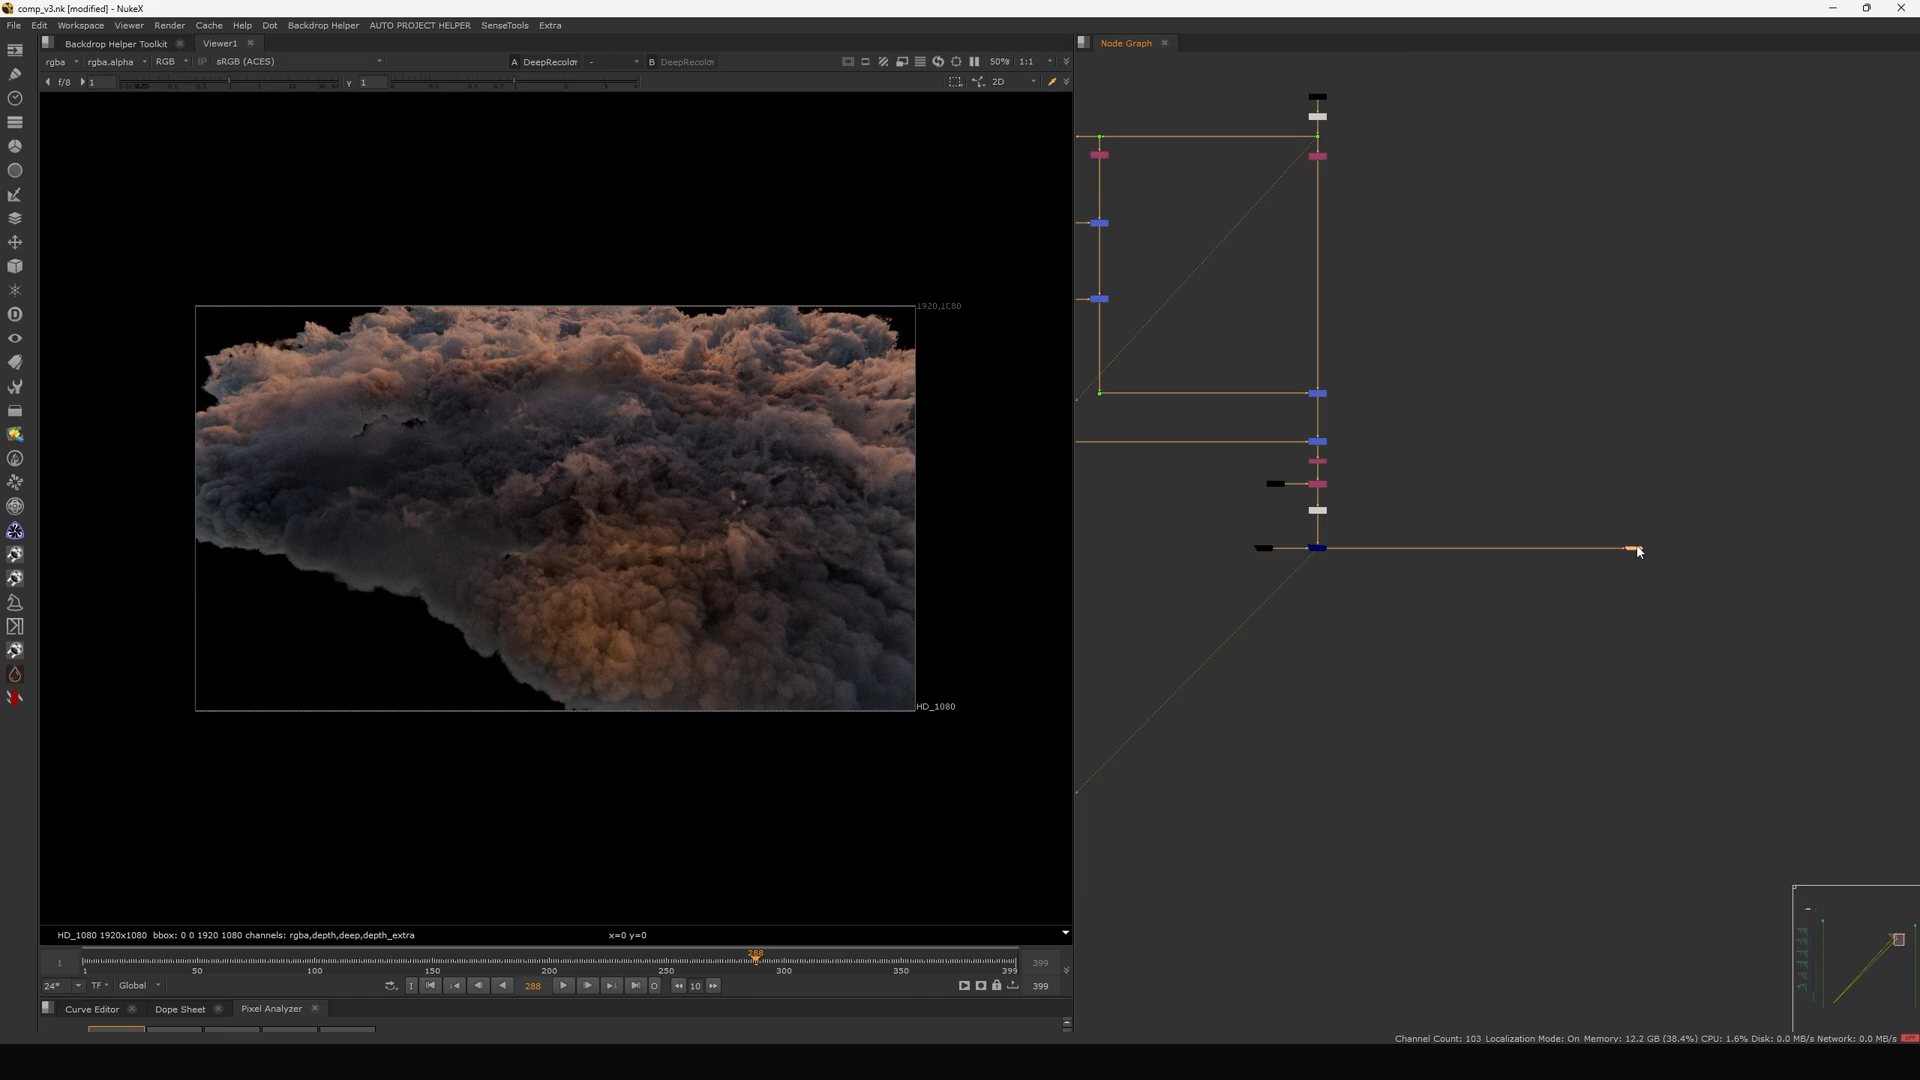 comp_v3.nk [modified] - NukeX
File Edit Workspace Viewer Render Cache Help Dot Backdrop Helper AUTO PROJECT HELPER SenseTools Extra
Backdrop Helper Toolkit Viewer1 Node Graph
rgba rgba.alpha RGB IP sRGB (ACES) A DeepRecolor - B DeepRecolor 50% 1:1
f/8 1 γ 1 2D
1920,1080
HD_1080
HD_1080 1920x1080 bbox: 0 0 1920 1080 channels: rgba,depth,deep,depth_extra x=0 y=0
288
1 399
1 50 100 150 200 250 300 350 399
24* TF Global I 288 O 10 399
Curve Editor Dope Sheet Pixel Analyzer
Channel Count: 103 Localization Mode: On Memory: 12.2 GB (38.4%) CPU: 1.6% Disk: 0.0 MB/s Network: 0.0 MB/s